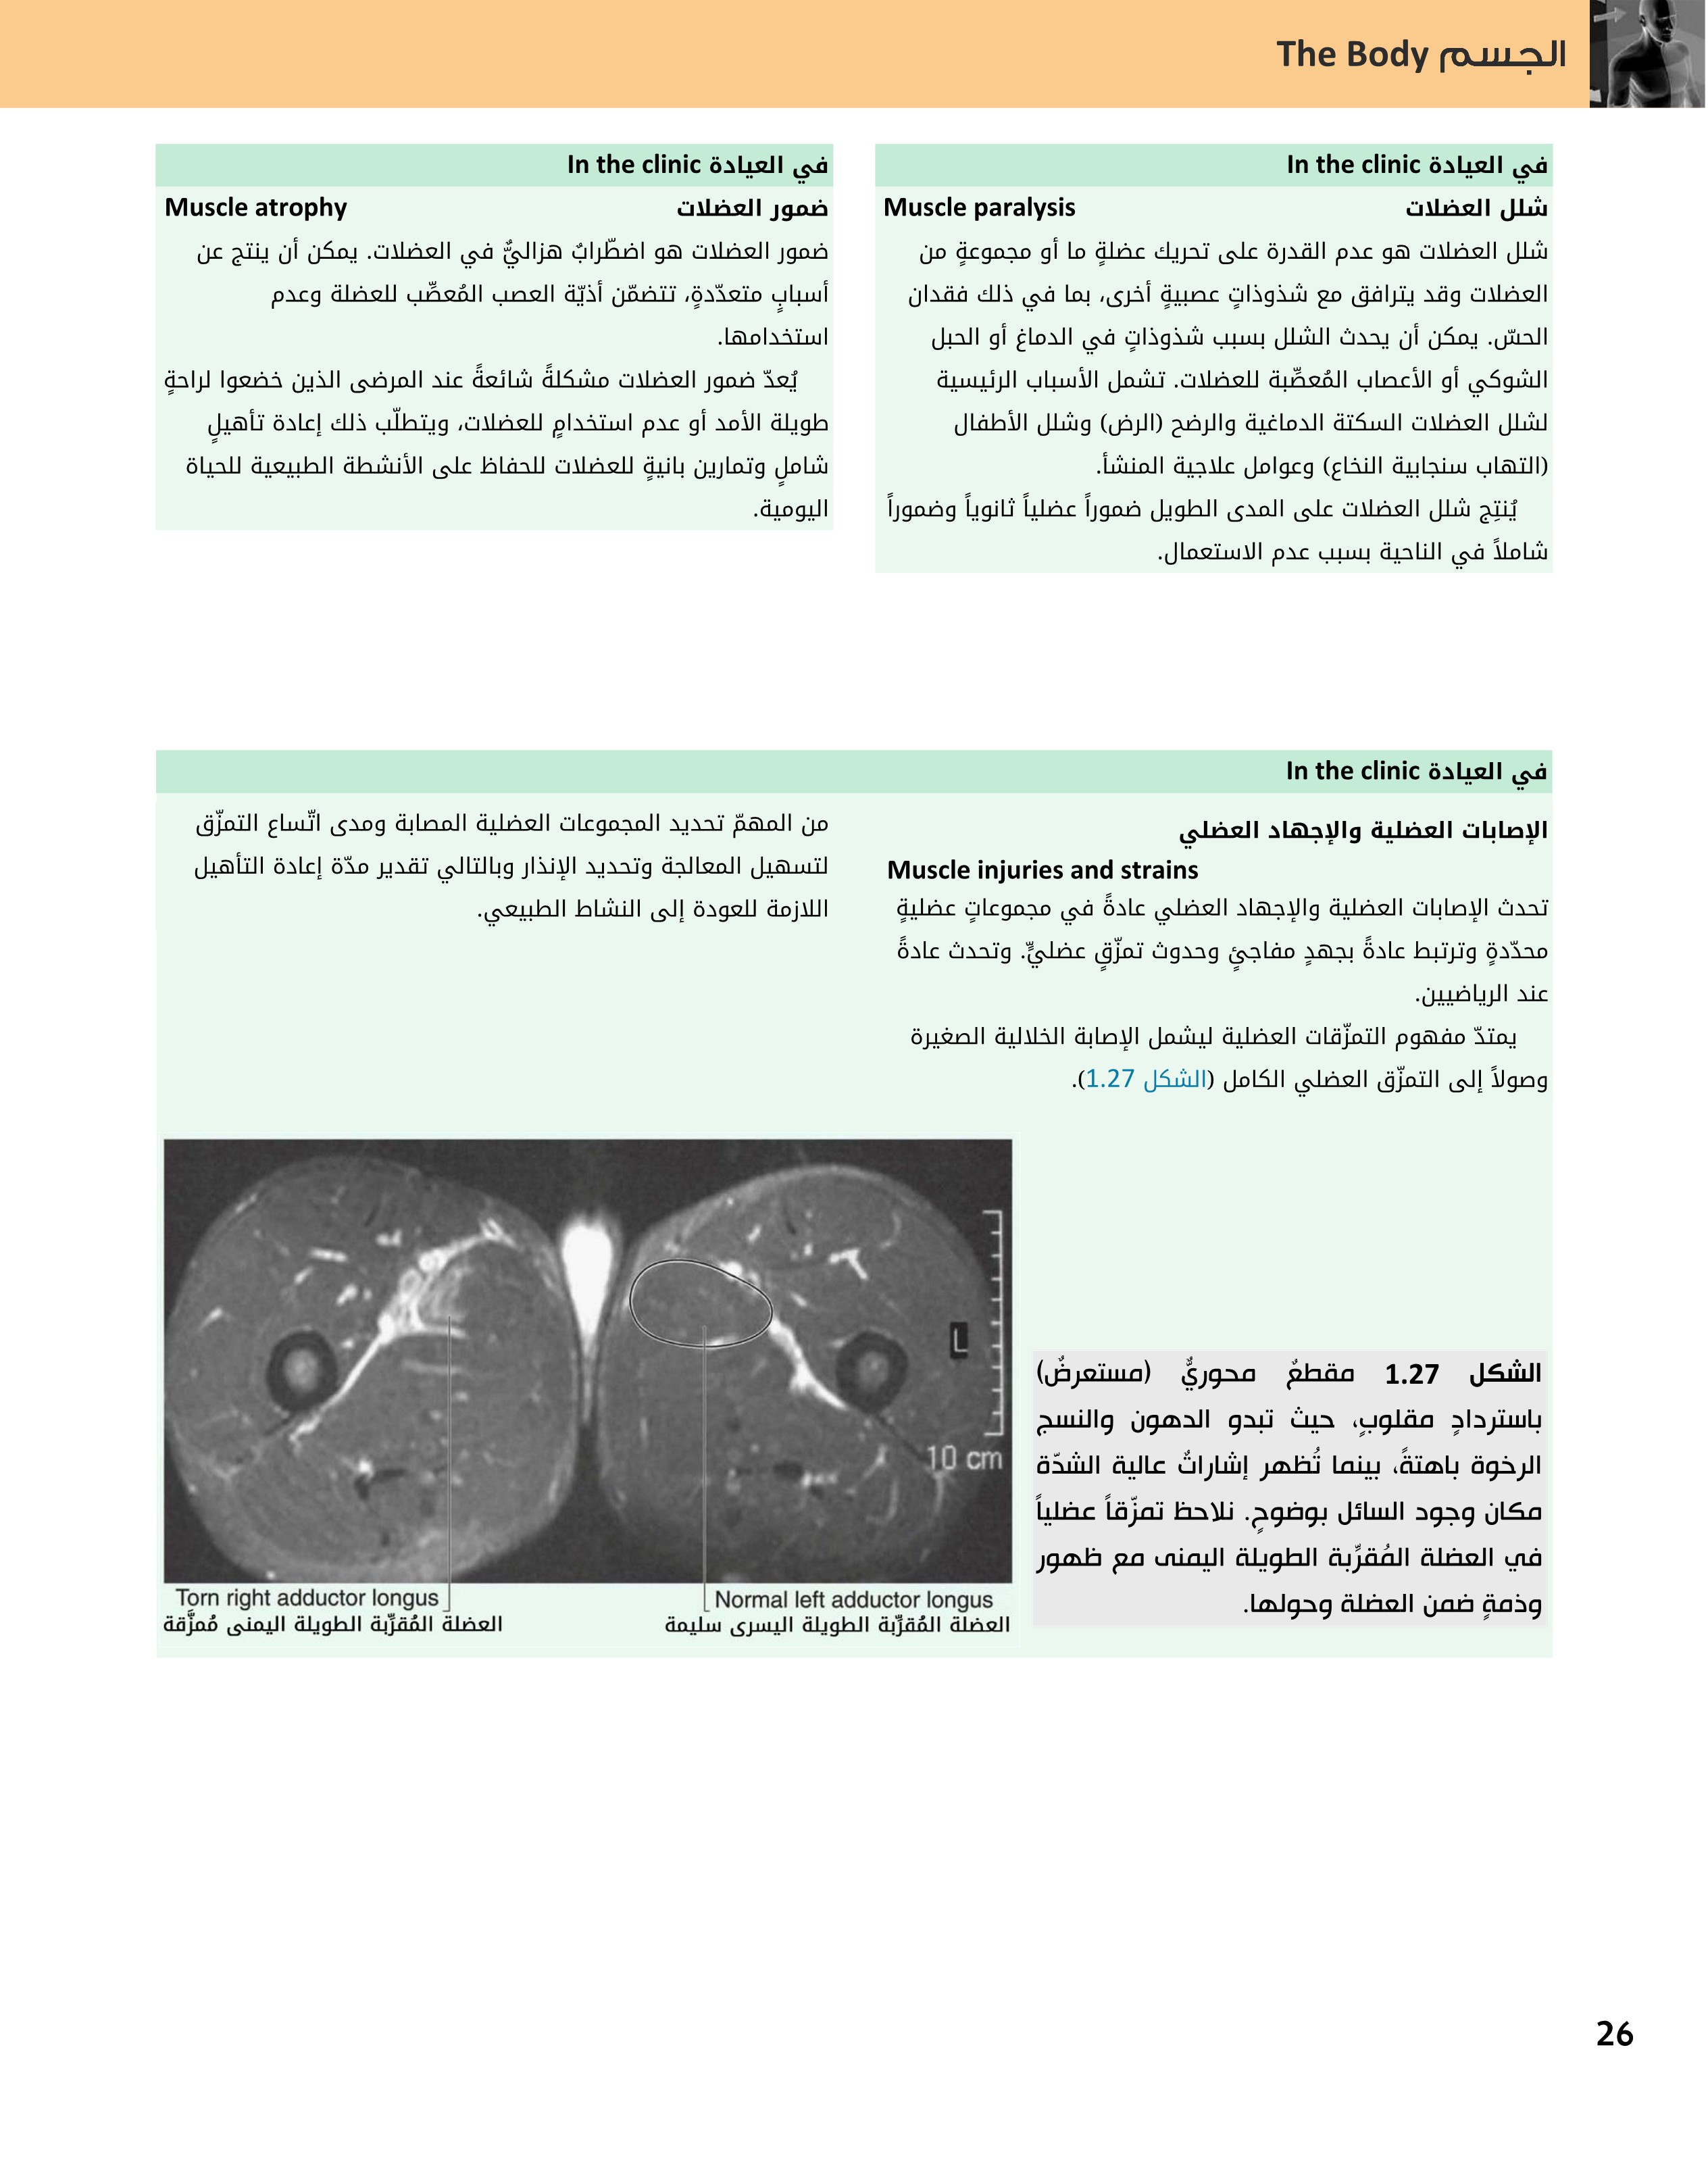 الجسم The Body
في العيادة In the clinic
شلل العضلات Muscle paralysis
شلل العضلات هو عدم القدرة على تحريك عضلةٍ ما أو مجموعةٍ من
العضلات وقد يترافق مع شذوذاتٍ عصبيةٍ أخرى، بما في ذلك فقدان
الحسّ. يمكن أن يحدث الشلل بسبب شذوذاتٍ في الدماغ أو الحبل
الشوكي أو الأعصاب المُعصِّبة للعضلات. تشمل الأسباب الرئيسية
لشلل العضلات السكتة الدماغية والرضح (الرض) وشلل الأطفال
(التهاب سنجابية النخاع) وعوامل علاجية المنشأ.
يُنتِج شلل العضلات على المدى الطويل ضموراً عضلياً ثانوياً وضموراً
شاملاً في الناحية بسبب عدم الاستعمال.
في العيادة In the clinic
ضمور العضلات Muscle atrophy
ضمور العضلات هو اضطّرابٌ هزاليٌّ في العضلات. يمكن أن ينتج عن
أسبابٍ متعدّدةٍ، تتضمّن أذيّة العصب المُعصِّب للعضلة وعدم
استخدامها.
يُعدّ ضمور العضلات مشكلةً شائعةً عند المرضى الذين خضعوا لراحةٍ
طويلة الأمد أو عدم استخدامٍ للعضلات، ويتطلّب ذلك إعادة تأهيلٍ
شاملٍ وتمارين بانيةٍ للعضلات للحفاظ على الأنشطة الطبيعية للحياة
اليومية.
في العيادة In the clinic
الإصابات العضلية والإجهاد العضلي
Muscle injuries and strains
تحدث الإصابات العضلية والإجهاد العضلي عادةً في مجموعاتٍ عضليةٍ
محدّدةٍ وترتبط عادةً بجهدٍ مفاجئٍ وحدوث تمزّقٍ عضليٍّ. وتحدث عادةً
عند الرياضيين.
يمتدّ مفهوم التمزّقات العضلية ليشمل الإصابة الخلالية الصغيرة
وصولاً إلى التمزّق العضلي الكامل (الشكل 1.27).
من المهمّ تحديد المجموعات العضلية المصابة ومدى اتّساع التمزّق
لتسهيل المعالجة وتحديد الإنذار وبالتالي تقدير مدّة إعادة التأهيل
اللازمة للعودة إلى النشاط الطبيعي.
L
10 cm
Torn right adductor longus
العضلة المُقرِّبة الطويلة اليمنى مُمزَّقة
Normal left adductor longus
العضلة المُقرِّبة الطويلة اليسرى سليمة
الشكل 1.27 مقطعٌ محوريٌّ (مستعرضٌ)
باستردادٍ مقلوبٍ، حيث تبدو الدهون والنسج
الرخوة باهتةً، بينما تُظهر إشاراتٌ عالية الشدّة
مكان وجود السائل بوضوحٍ. نلاحظ تمزّقاً عضلياً
في العضلة المُقرِّبة الطويلة اليمنى مع ظهور
وذمةٍ ضمن العضلة وحولها.
26